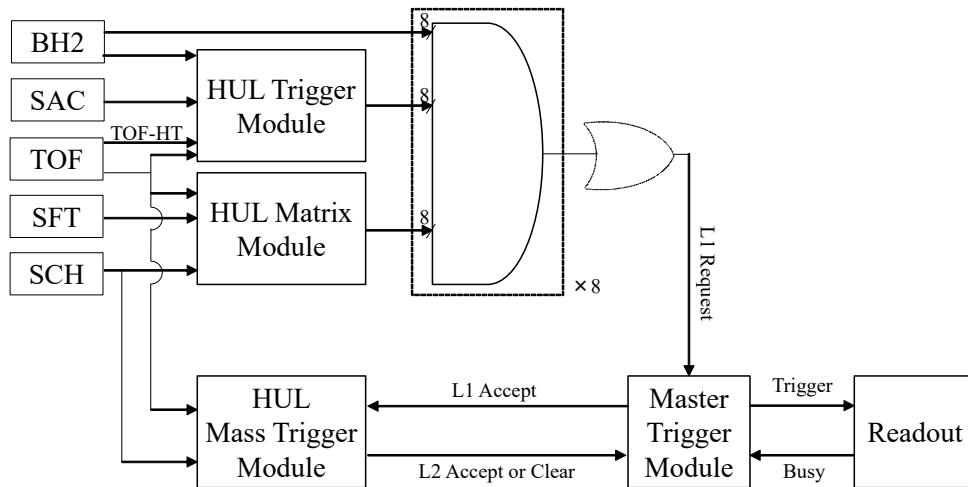 BH2
SAC
TOF
SFT
SCH
TOF-HT
HUL Trigger
Module
HUL Matrix
Module
8
8
8
× 8
L1 Request
HUL
Mass Trigger
Module
L1 Accept
L2 Accept or Clear
Master
Trigger
Module
Trigger
Busy
Readout